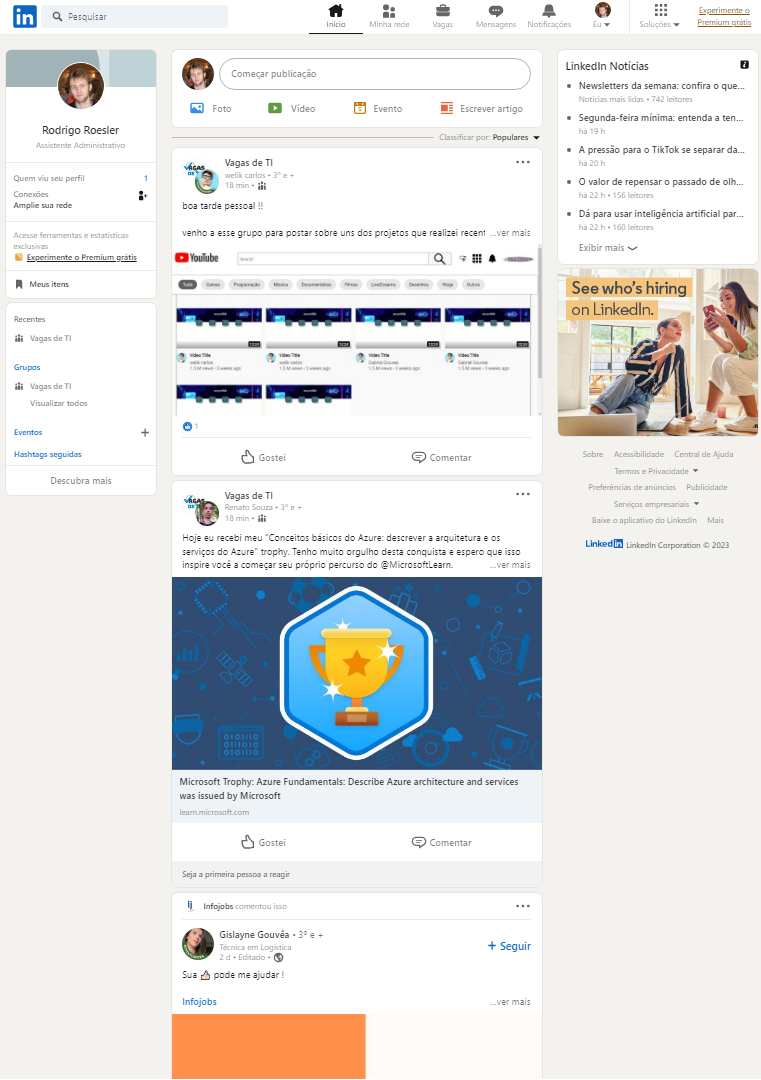 in
Pesquisar
Início
Minha rede
Vagas
Mensagens
Notificações
Eu
Soluções
Experimente o
Premium grátis
Rodrigo Roesler
Assistente Administrativo
Quem viu seu perfil 1
Conexões
Amplie sua rede
Acesse ferramentas e estatísticas
exclusivas
Experimente o Premium grátis
Meus itens
Recentes
Vagas de TI
Grupos
Vagas de TI
Visualizar todos
Eventos
Hashtags seguidas
Descubra mais
Começar publicação
Foto
Vídeo
Evento
Escrever artigo
Classificar por: Populares
VAGAS
DE
Vagas de TI
welik carlos • 3º e +
18 min •
boa tarde pessoal !!
venho a esse grupo para postar sobre uns dos projetos que realizei recent ...ver mais
YouTube
Search
Tudo
Games
Programação
Música
Documentários
Filmes
LiveStreams
Desenhos
Vlogs
Outros
12:24
12:24
12:24
12:24
Video Title
welik carlos
1.5 M views - 3 weeks ago
Video Title
welik carlos
1.5 M views - 3 weeks ago
Video Title
Gabriel Gouvea
1.5 M views - 3 weeks ago
Video Title
Gabriel Gouvea
1.5 M views - 3 weeks ago
1
Gostei
Comentar
VAGAS
DE
Vagas de TI
Renato Souza • 3º e +
18 min •
Hoje eu recebi meu "Conceitos básicos do Azure: descrever a arquitetura e os
serviços do Azure" trophy. Tenho muito orgulho desta conquista e espero que isso
inspire você a começar seu próprio percurso do @MicrosoftLearn. ...ver mais
Microsoft Trophy: Azure Fundamentals: Describe Azure architecture and services
was issued by Microsoft
learn.microsoft.com
Gostei
Comentar
Seja a primeira pessoa a reagir
Infojobs comentou isso
Gislayne Gouvêa • 3º e +
Técnica em Logística
2 d • Editado •
+ Seguir
Sua 👍🏻 pode me ajudar !
Infojobs ...ver mais
LinkedIn Notícias
Newsletters da semana: confira o que...
Notícias mais lidas • 742 leitores
Segunda-feira mínima: entenda a ten...
há 19 h
A pressão para o TikTok se separar da...
há 20 h
O valor de repensar o passado de olh...
há 22 h • 156 leitores
Dá para usar inteligência artificial par...
há 22 h • 160 leitores
Exibir mais
See who's hiring
on LinkedIn.
Sobre Acessibilidade Central de Ajuda
Termos e Privacidade
Preferências de anúncios Publicidade
Serviços empresariais
Baixe o aplicativo do LinkedIn Mais
LinkedIn LinkedIn Corporation © 2023